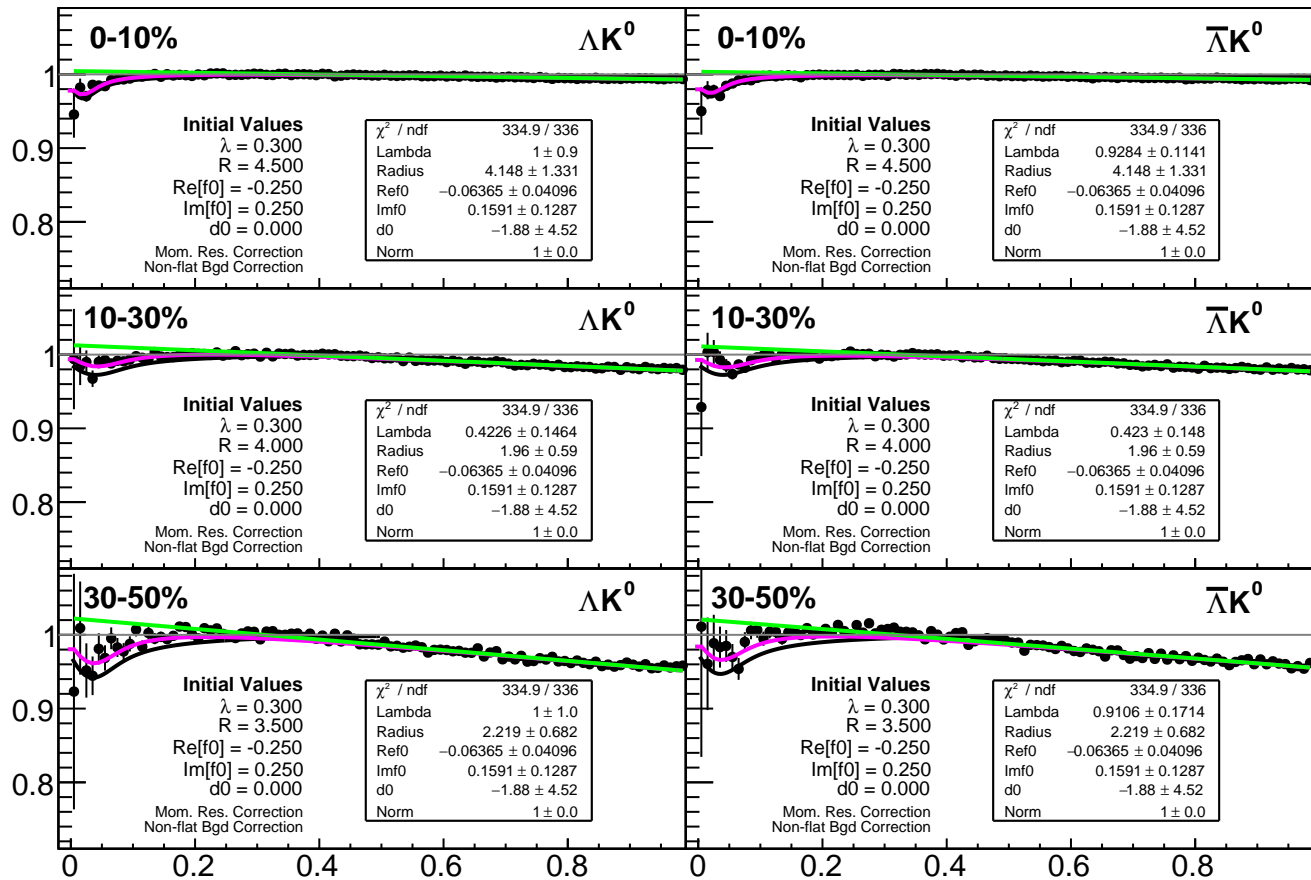 0-10%
ΛK⁰
Initial Values
λ = 0.300
R = 4.500
Re[f0] = -0.250
Im[f0] = 0.250
d0 = 0.000
Mom. Res. Correction
Non-flat Bgd Correction
χ² / ndf 334.9 / 336
Lambda 1 ± 0.9
Radius 4.148 ± 1.331
Ref0 −0.06365 ± 0.04096
Imf0 0.1591 ± 0.1287
d0 −1.88 ± 4.52
Norm 1 ± 0.0
1
0.9
0.8
0-10%
Λ̅K⁰
Initial Values
λ = 0.300
R = 4.500
Re[f0] = -0.250
Im[f0] = 0.250
d0 = 0.000
Mom. Res. Correction
Non-flat Bgd Correction
χ² / ndf 334.9 / 336
Lambda 0.9284 ± 0.1141
Radius 4.148 ± 1.331
Ref0 −0.06365 ± 0.04096
Imf0 0.1591 ± 0.1287
d0 −1.88 ± 4.52
Norm 1 ± 0.0
10-30%
ΛK⁰
Initial Values
λ = 0.300
R = 4.000
Re[f0] = -0.250
Im[f0] = 0.250
d0 = 0.000
Mom. Res. Correction
Non-flat Bgd Correction
χ² / ndf 334.9 / 336
Lambda 0.4226 ± 0.1464
Radius 1.96 ± 0.59
Ref0 −0.06365 ± 0.04096
Imf0 0.1591 ± 0.1287
d0 −1.88 ± 4.52
Norm 1 ± 0.0
1
0.9
0.8
10-30%
Λ̅K⁰
Initial Values
λ = 0.300
R = 4.000
Re[f0] = -0.250
Im[f0] = 0.250
d0 = 0.000
Mom. Res. Correction
Non-flat Bgd Correction
χ² / ndf 334.9 / 336
Lambda 0.423 ± 0.148
Radius 1.96 ± 0.59
Ref0 −0.06365 ± 0.04096
Imf0 0.1591 ± 0.1287
d0 −1.88 ± 4.52
Norm 1 ± 0.0
30-50%
ΛK⁰
Initial Values
λ = 0.300
R = 3.500
Re[f0] = -0.250
Im[f0] = 0.250
d0 = 0.000
Mom. Res. Correction
Non-flat Bgd Correction
χ² / ndf 334.9 / 336
Lambda 1 ± 1.0
Radius 2.219 ± 0.682
Ref0 −0.06365 ± 0.04096
Imf0 0.1591 ± 0.1287
d0 −1.88 ± 4.52
Norm 1 ± 0.0
1
0.9
0.8
30-50%
Λ̅K⁰
Initial Values
λ = 0.300
R = 3.500
Re[f0] = -0.250
Im[f0] = 0.250
d0 = 0.000
Mom. Res. Correction
Non-flat Bgd Correction
χ² / ndf 334.9 / 336
Lambda 0.9106 ± 0.1714
Radius 2.219 ± 0.682
Ref0 −0.06365 ± 0.04096
Imf0 0.1591 ± 0.1287
d0 −1.88 ± 4.52
Norm 1 ± 0.0
0 0.2 0.4 0.6 0.8 0 0.2 0.4 0.6 0.8